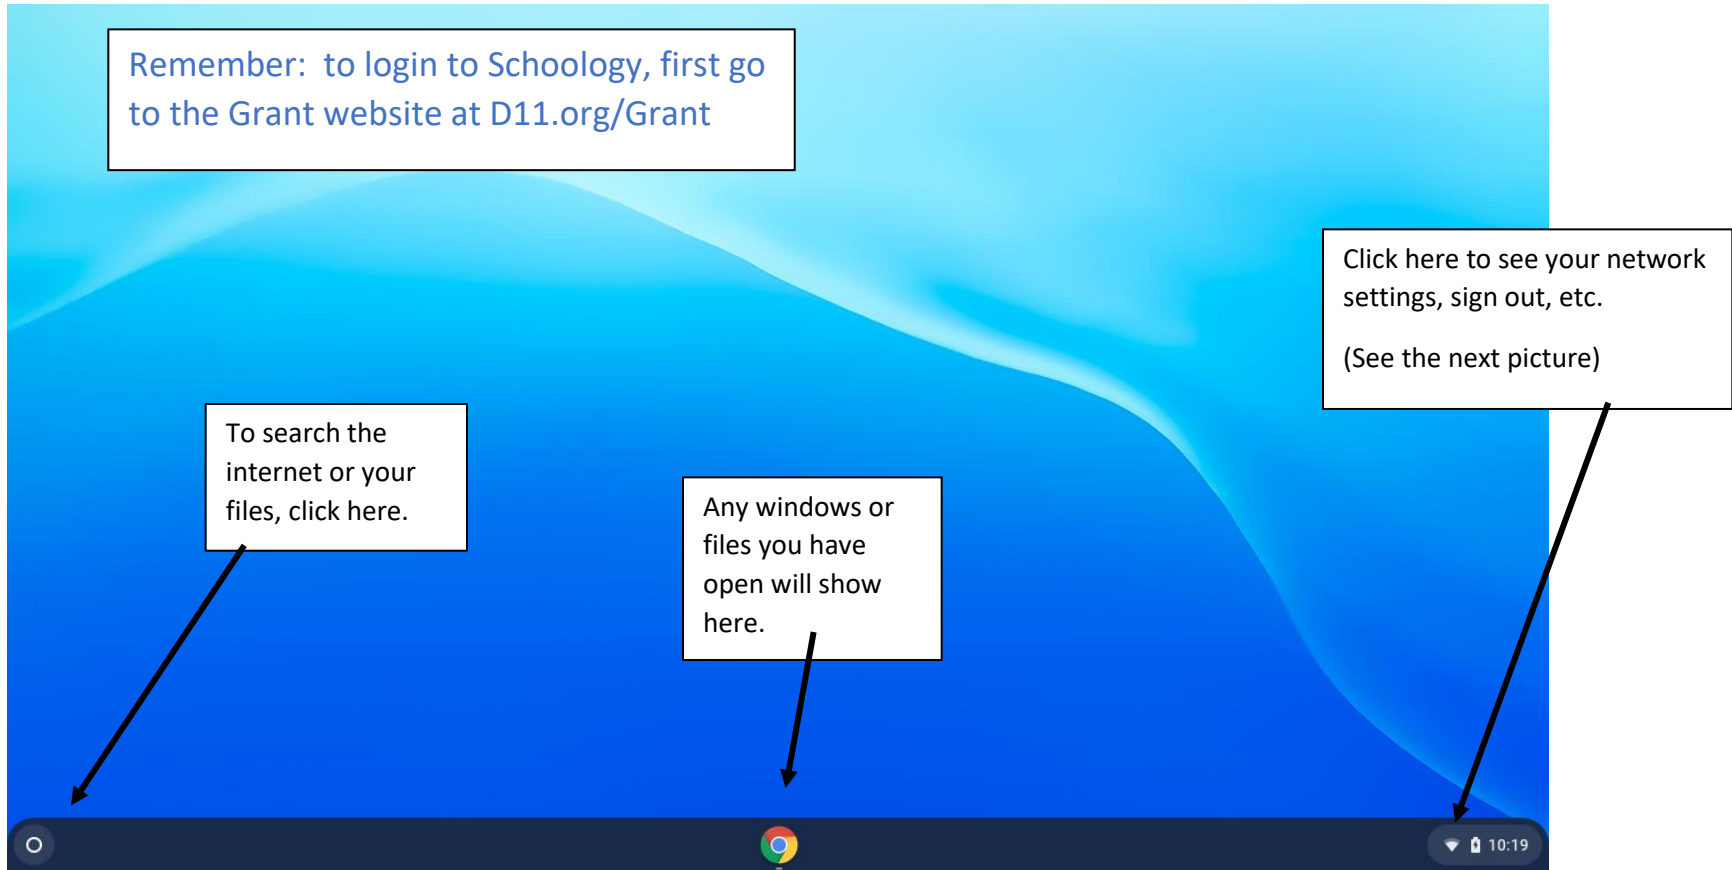 Remember:  to login to Schoology, first go
to the Grant website at D11.org/Grant
Click here to see your network
settings, sign out, etc.
(See the next picture)
To search the
internet or your
files, click here.
Any windows or
files you have
open will show
here.
10:19